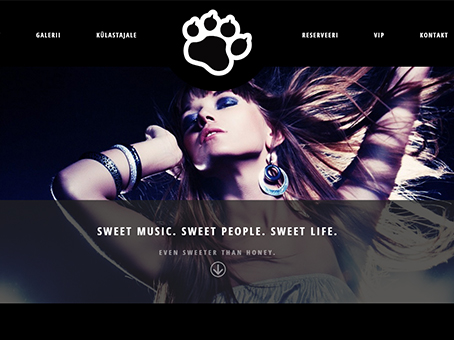 GALERII KÜLASTAJALE RESERVEERI VIP KONTAKT
SWEET MUSIC. SWEET PEOPLE. SWEET LIFE.
EVEN SWEETER THAN HONEY.